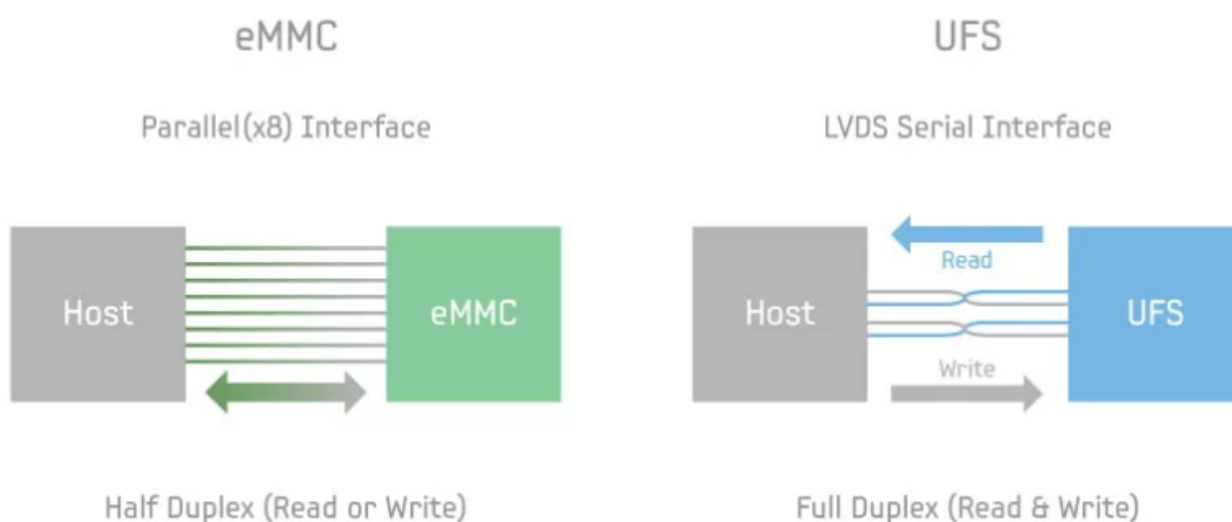 eMMC
Parallel(x8) Interface
Host
eMMC
Half Duplex (Read or Write)
UFS
LVDS Serial Interface
Read
Host
UFS
Write
Full Duplex (Read & Write)